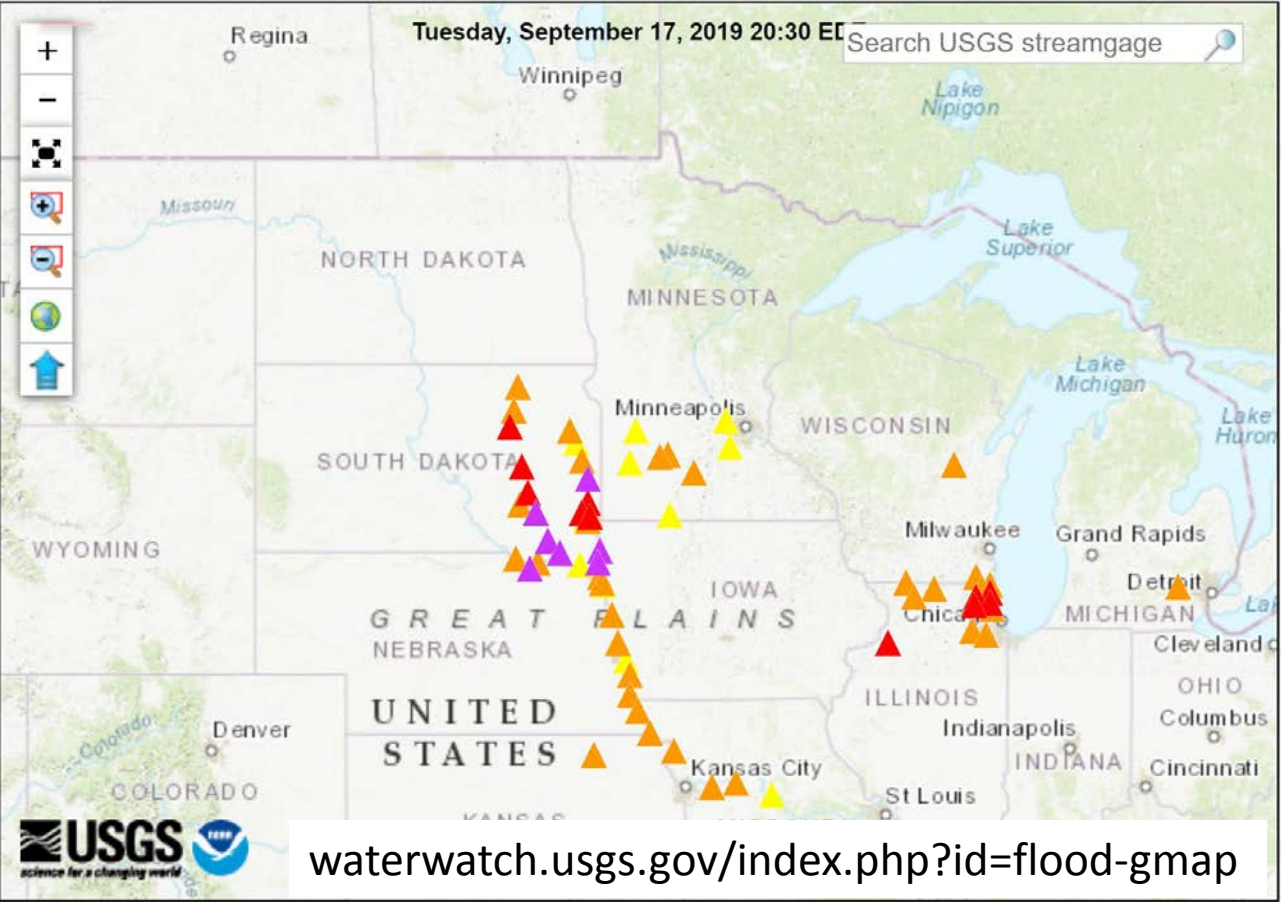 Tuesday, September 17, 2019 20:30 ED
Search USGS streamgage
+
−
Regina
Winnipeg
Lake
Nipigon
Missouri
NORTH DAKOTA
Mississippi
MINNESOTA
Lake
Superior
Lake
Michigan
Lake
Huron
Minneapolis
WISCONSIN
SOUTH DAKOTA
WYOMING
Milwaukee
Grand Rapids
Detroit
IOWA
MICHIGAN
GREAT PLAINS
Chica
NEBRASKA
Cleveland
ILLINOIS
OHIO
UNITED
STATES
Columbus
Denver
Colorado
Indianapolis
INDIANA
Cincinnati
Kansas City
COLORADO
St Louis
KANSAS
USGS
science for a changing world
waterwatch.usgs.gov/index.php?id=flood-gmap